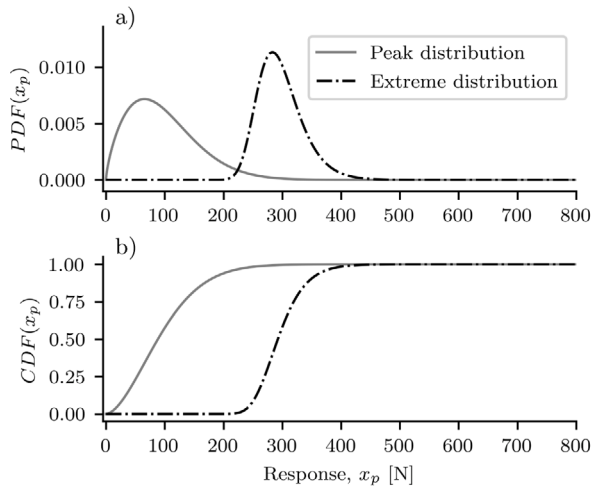 a)
PDF(x_p)
0.010
0.005
0.000
Peak distribution
Extreme distribution
0 100 200 300 400 500 600 700 800
b)
CDF(x_p)
1.00
0.75
0.50
0.25
0.00
0 100 200 300 400 500 600 700 800
Response, x_p [N]